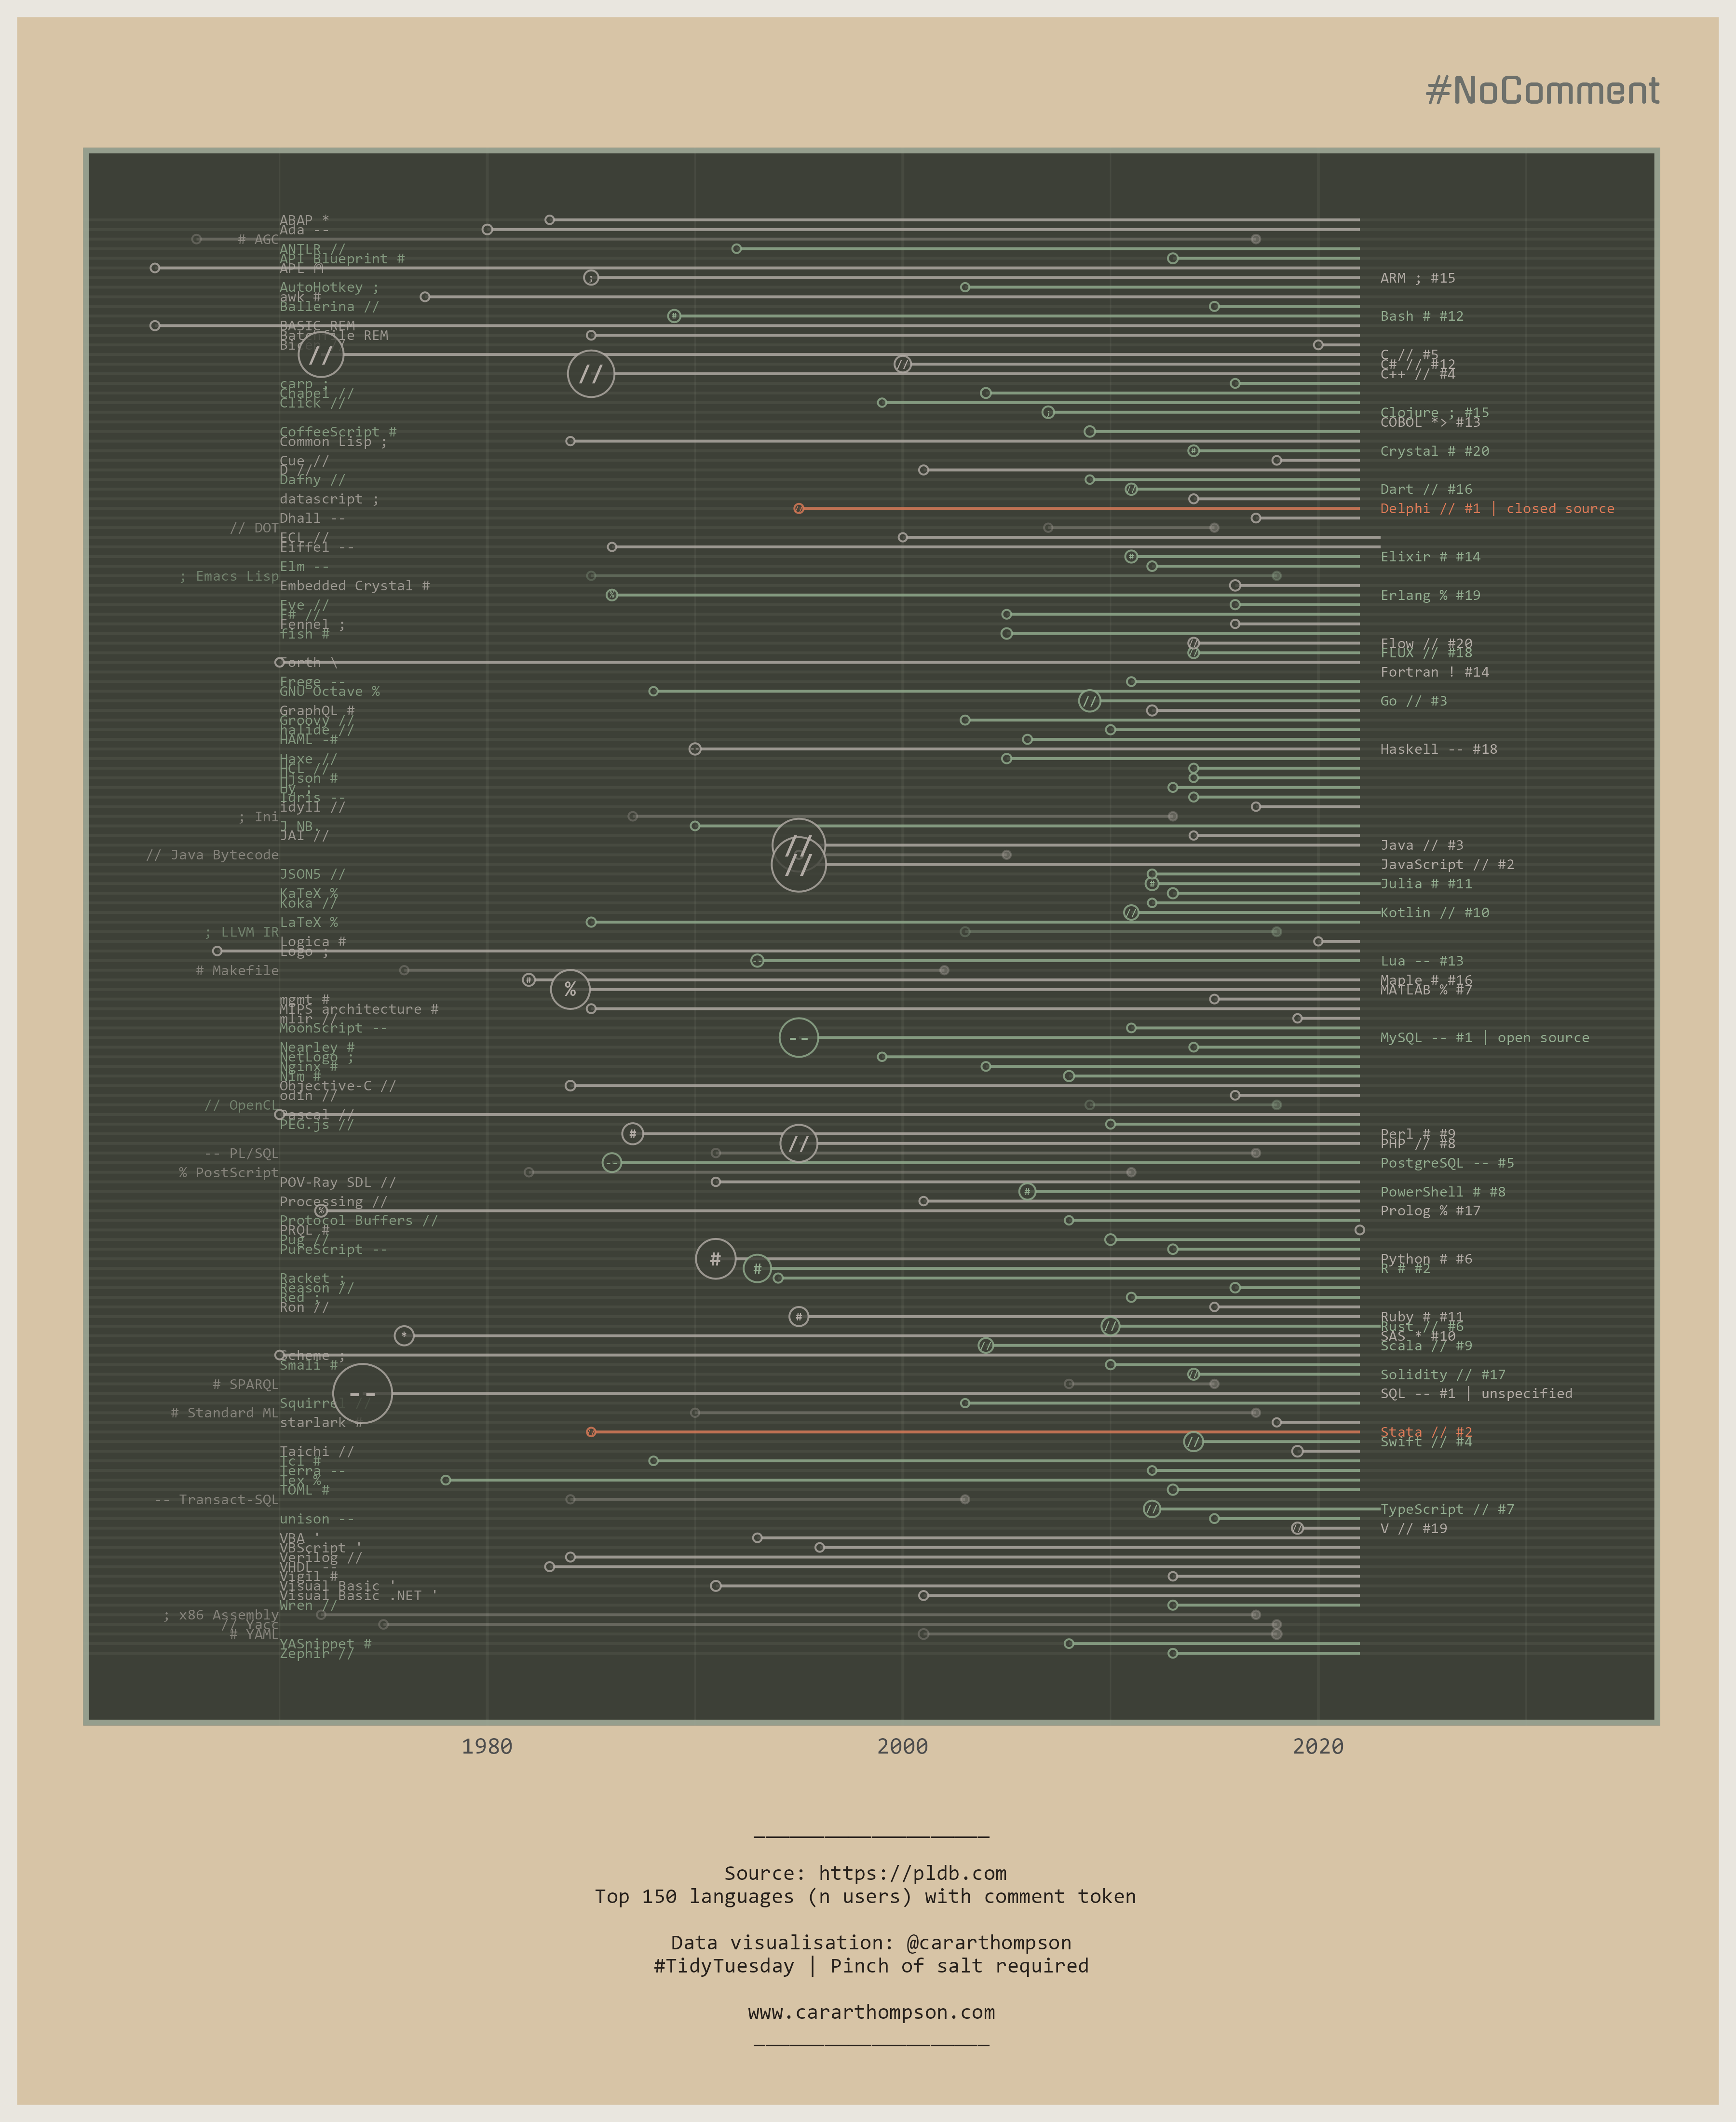 #NoComment
ABAP *
Ada --
# AGC
ANTLR //
API Blueprint #
ARM ; #15
AutoHotkey ;
awk #
Ballerina //
Bash # #12
BASIC REM
Batchfile REM
C // #5
C# // #12
C++ // #4
carp ;
Chapel //
Click //
Clojure ; #15
COBOL *> #13
CoffeeScript #
Common Lisp ;
Crystal # #20
Cue //
D //
Dafny //
Dart // #16
datascript ;
Delphi // #1 | closed source
Dhall --
// DOT
ECL //
Eiffel --
Elixir # #14
Elm --
; Emacs Lisp
Embedded Crystal #
Erlang % #19
Eve //
F# //
Fennel ;
fish #
Flow // #20
FLUX // #18
Forth \
Fortran ! #14
Frege --
GNU Octave %
Go // #3
GraphQL #
Groovy //
halide //
HAML -#
Haskell -- #18
Haxe //
HCL //
Hjson #
Hy ;
Idris --
idyll //
; Ini
J NB.
JAI //
Java // #3
// Java Bytecode
JavaScript // #2
JSON5 //
Julia # #11
KaTeX %
Koka //
Kotlin // #10
LaTeX %
; LLVM IR
Logica #
Logo ;
Lua -- #13
# Makefile
Maple # #16
MATLAB % #7
mgmt #
MIPS architecture #
mlir //
MoonScript --
MySQL -- #1 | open source
Nearley #
NetLogo ;
Nginx #
Nim #
Objective-C //
odin //
// OpenCL
Pascal //
PEG.js //
Perl # #9
PHP // #8
-- PL/SQL
PostgreSQL -- #5
% PostScript
POV-Ray SDL //
PowerShell # #8
Processing //
Prolog % #17
Protocol Buffers //
PRQL #
Pug //
PureScript --
Python # #6
R # #2
Racket ;
Reason //
Red ;
Ron //
Ruby # #11
Rust // #6
SAS * #10
Scala // #9
Scheme ;
Smali #
Solidity // #17
# SPARQL
SQL -- #1 | unspecified
Squirrel //
# Standard ML
starlark #
Stata // #2
Swift // #4
Taichi //
Tcl #
Terra --
Tex %
TOML #
-- Transact-SQL
TypeScript // #7
unison --
V // #19
VBA '
VBScript '
Verilog //
VHDL --
Vigil #
Visual Basic '
Visual Basic .NET '
Wren //
; x86 Assembly
// Yacc
# YAML
YASnippet #
Zephir //
1980 2000 2020
Source: https://pldb.com
Top 150 languages (n users) with comment token
Data visualisation: @cararthompson
#TidyTuesday | Pinch of salt required
www.cararthompson.com